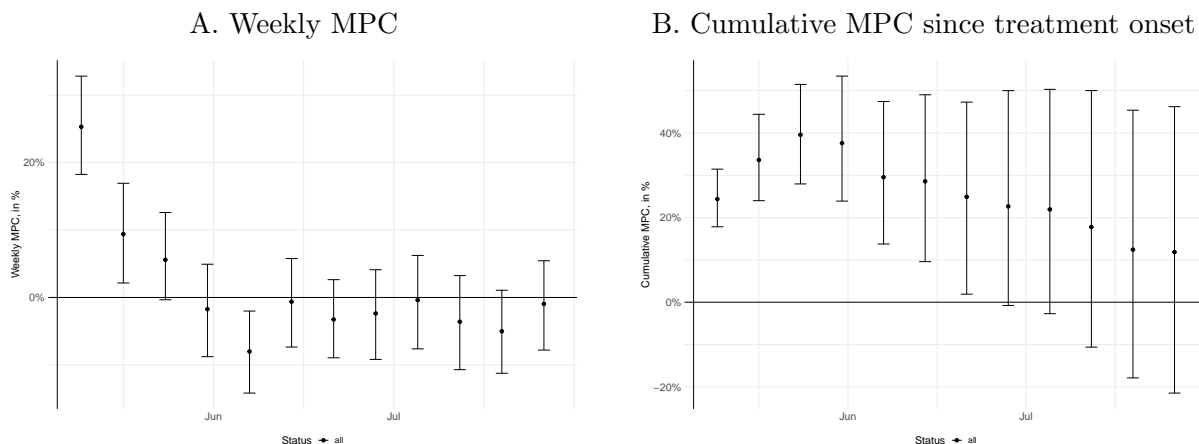 A. Weekly MPC
Weekly MPC, in %
20%
0%
Jun
Jul
Status all
B. Cumulative MPC since treatment onset
Cumulative MPC, in %
40%
20%
0%
−20%
Jun
Jul
Status all